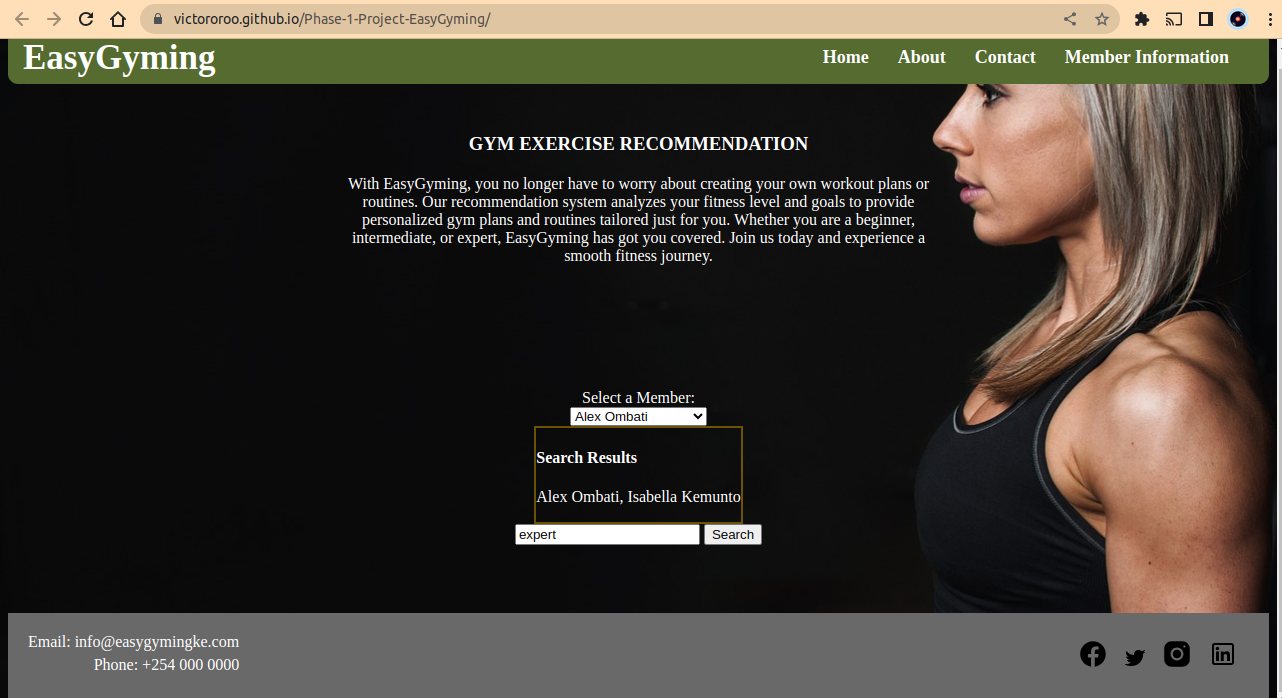 victororoo.github.io/Phase-1-Project-EasyGyming/
EasyGyming
Home About Contact Member Information
GYM EXERCISE RECOMMENDATION
With EasyGyming, you no longer have to worry about creating your own workout plans or
routines. Our recommendation system analyzes your fitness level and goals to provide
personalized gym plans and routines tailored just for you. Whether you are a beginner,
intermediate, or expert, EasyGyming has got you covered. Join us today and experience a
smooth fitness journey.
Select a Member:
Alex Ombati
Search Results
Alex Ombati, Isabella Kemunto
expert Search
Email: info@easygymingke.com
Phone: +254 000 0000